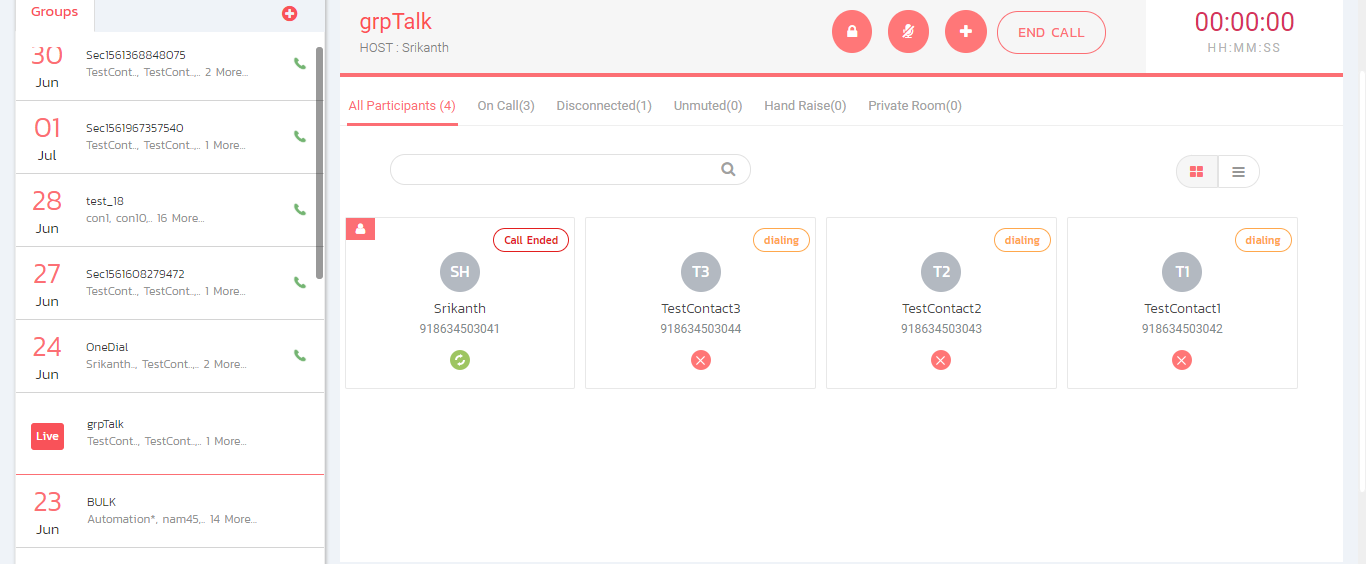 Groups
30
Jun
Sec1561368848075
TestCont.., TestCont..,.. 2 More...
01
Jul
Sec1561967357540
TestCont.., TestCont..,.. 1 More...
28
Jun
test_18
con1, con10,.. 16 More...
27
Jun
Sec1561608279472
TestCont.., TestCont..,.. 1 More...
24
Jun
OneDial
Srikanth.., TestCont..,.. 2 More...
Live
grpTalk
TestCont.., TestCont..,.. 1 More...
23
Jun
BULK
Automation*, nam45,.. 14 More...
grpTalk
HOST : Srikanth
END CALL
00:00:00
HH:MM:SS
All Participants (4) On Call(3) Disconnected(1) Unmuted(0) Hand Raise(0) Private Room(0)
Call Ended
SH
Srikanth
918634503041
dialing
T3
TestContact3
918634503044
dialing
T2
TestContact2
918634503043
dialing
T1
TestContact1
918634503042